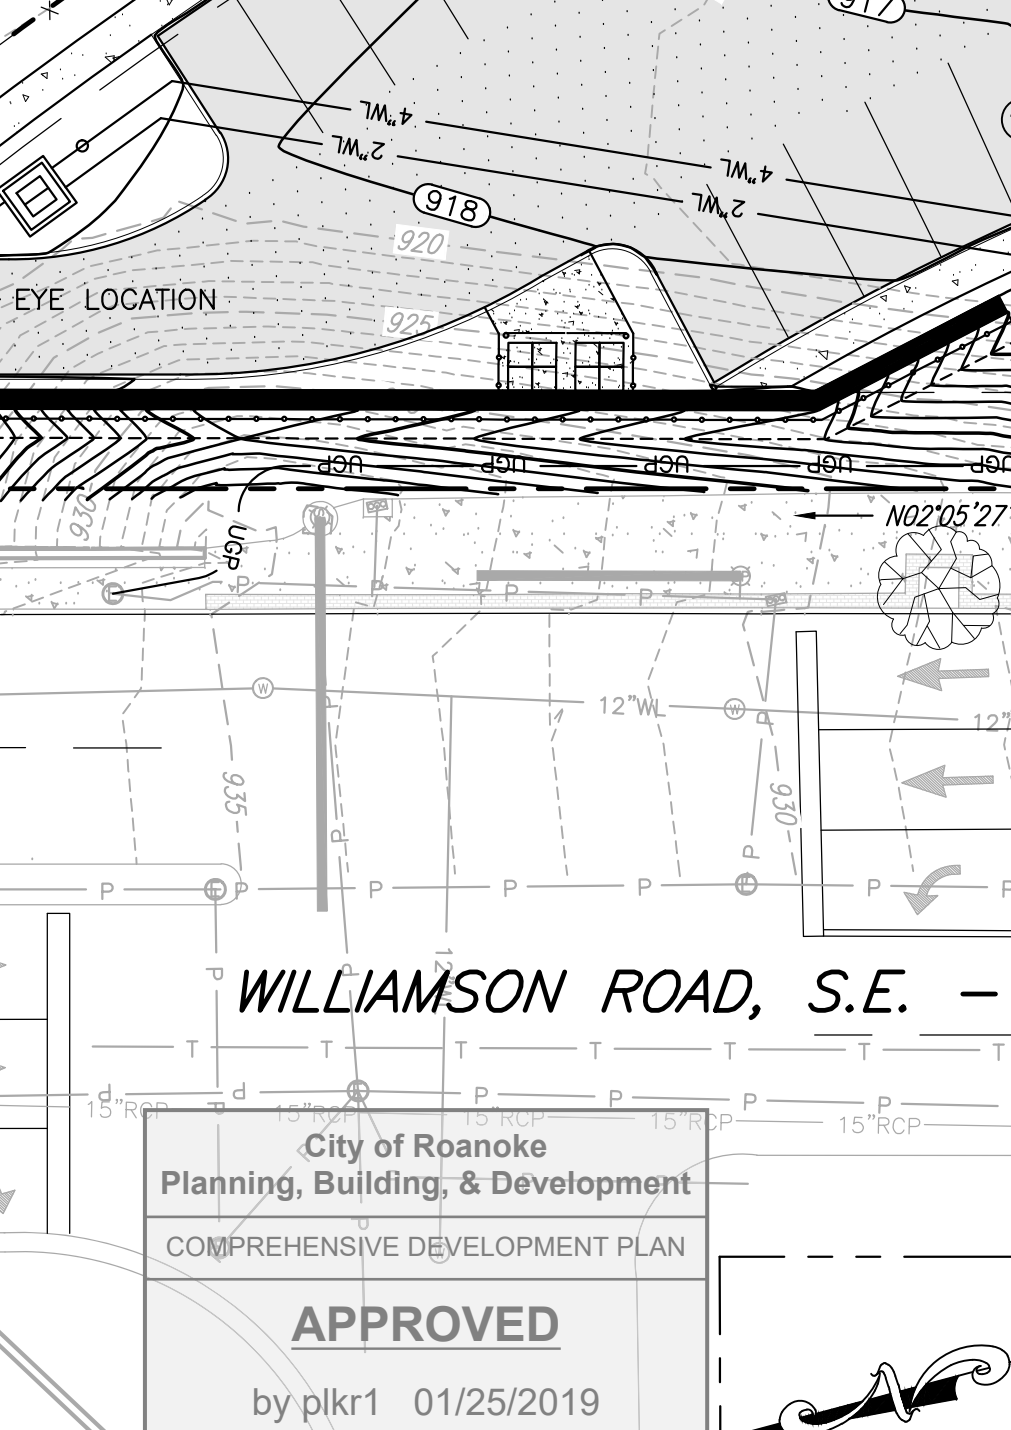 917
4"WL
2"WL
4"WL
2"WL
918
920
925
EYE LOCATION
UGP
UGP
UGP
UGP
UGP
930
UGP
N02°05'27"
P
P
P
P
W
12"WL
W
12"
P
P
935
930
P
P
P
P
P
P
P
P
P
P
P
P
12"WL
WILLIAMSON ROAD, S.E. –
T T T T T T T
P P P P P P P
15"RCP 15"RCP 15"RCP 15"RCP 15"RCP
City of Roanoke
Planning, Building, & Development
P
P
P
P
COMPREHENSIVE DEVELOPMENT PLAN
W
APPROVED
by plkr1 01/25/2019
N